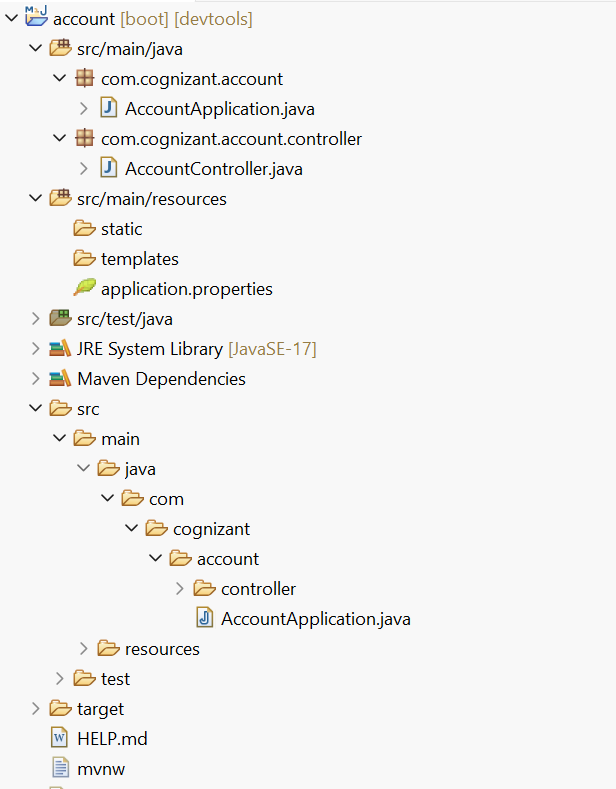 account [boot] [devtools]
src/main/java
com.cognizant.account
AccountApplication.java
com.cognizant.account.controller
AccountController.java
src/main/resources
static
templates
application.properties
src/test/java
JRE System Library [JavaSE-17]
Maven Dependencies
src
main
java
com
cognizant
account
controller
AccountApplication.java
resources
test
target
HELP.md
mvnw